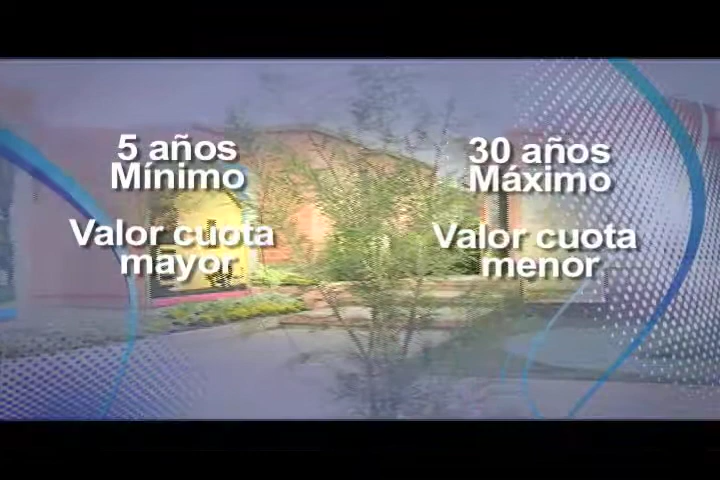 5 años
Mínimo
Valor cuota
mayor
30 años
Máximo
Valor cuota
menor